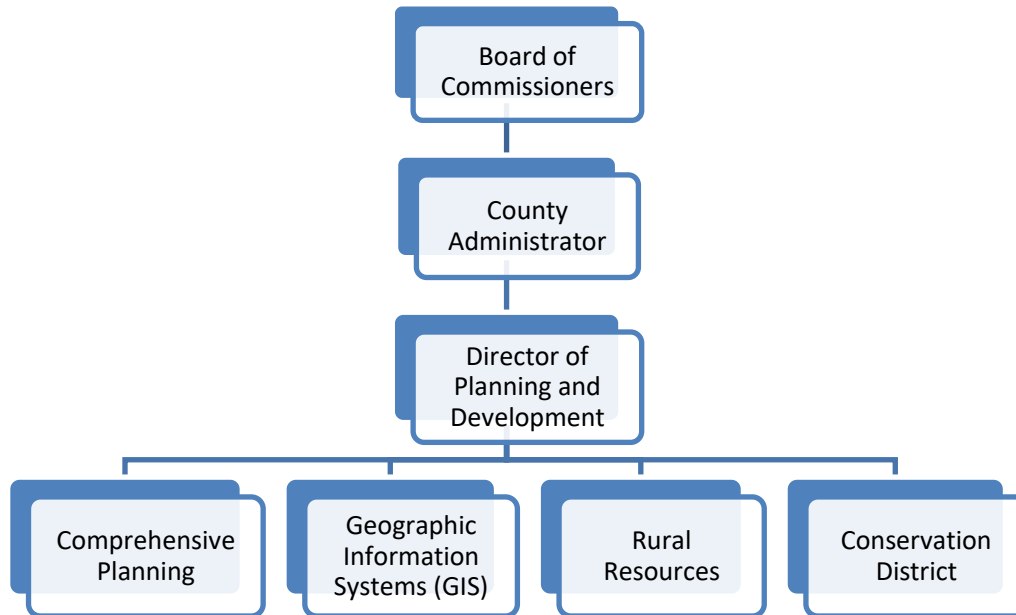 Board of
Commissioners
County
Administrator
Director of
Planning and
Development
Comprehensive
Planning
Geographic
Information
Systems (GIS)
Rural
Resources
Conservation
District